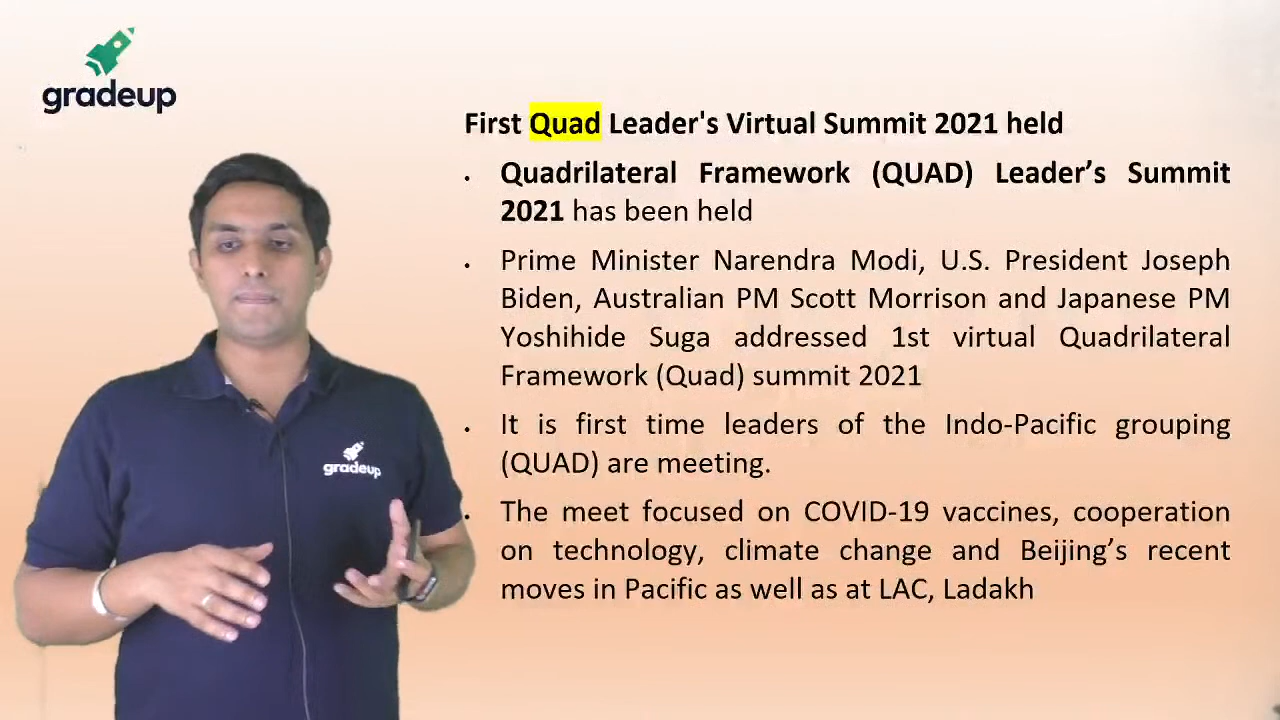 gradeup
First Quad Leader's Virtual Summit 2021 held
• Quadrilateral Framework (QUAD) Leader’s Summit
2021 has been held
• Prime Minister Narendra Modi, U.S. President Joseph
Biden, Australian PM Scott Morrison and Japanese PM
Yoshihide Suga addressed 1st virtual Quadrilateral
Framework (Quad) summit 2021
• It is first time leaders of the Indo-Pacific grouping
(QUAD) are meeting.
• The meet focused on COVID-19 vaccines, cooperation
on technology, climate change and Beijing’s recent
moves in Pacific as well as at LAC, Ladakh
gradeup